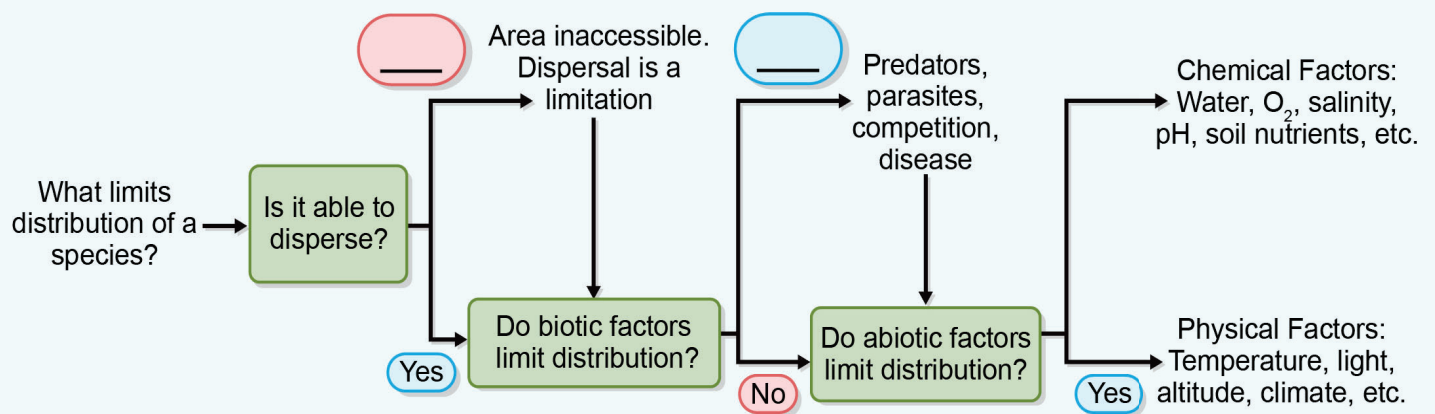 What limits
distribution of a
species?
Is it able to
disperse?
Area inaccessible.
Dispersal is a
limitation
Yes
Do biotic factors
limit distribution?
Predators,
parasites,
competition,
disease
No
Do abiotic factors
limit distribution?
Chemical Factors:
Water, O₂, salinity,
pH, soil nutrients, etc.
Yes
Physical Factors:
Temperature, light,
altitude, climate, etc.